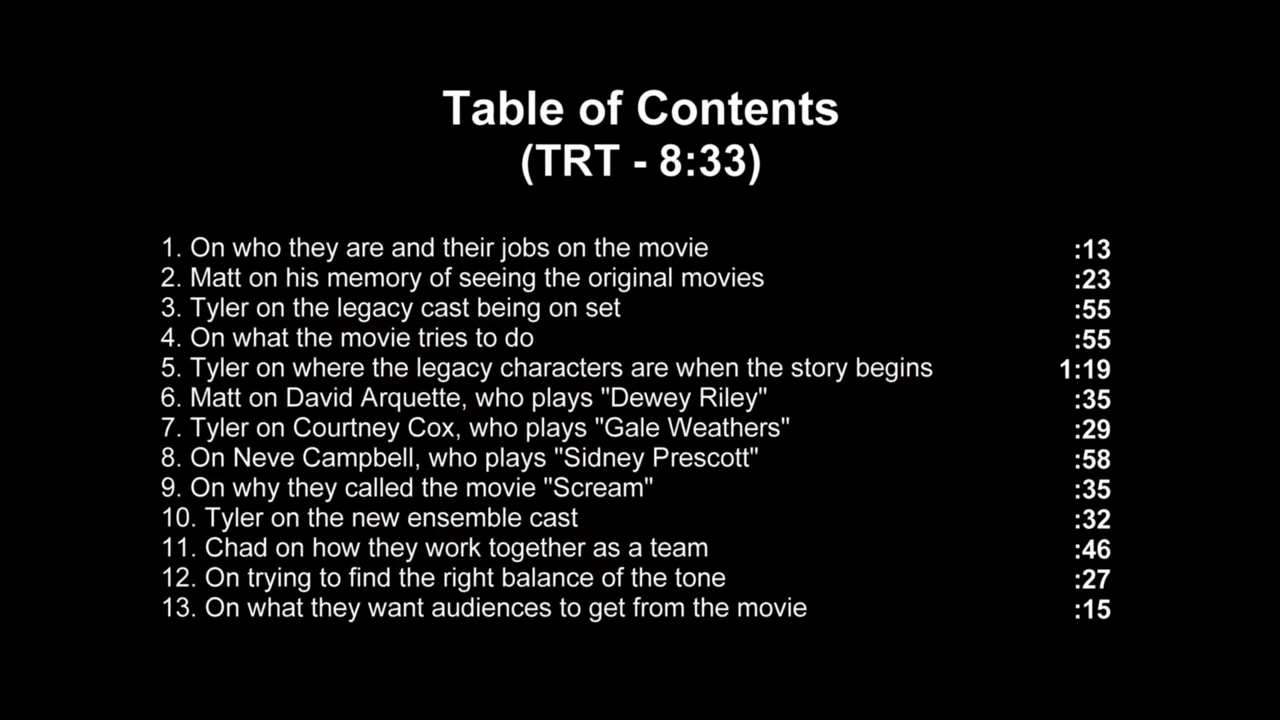 Table of Contents
(TRT - 8:33)
1. On who they are and their jobs on the movie :13
2. Matt on his memory of seeing the original movies :23
3. Tyler on the legacy cast being on set :55
4. On what the movie tries to do :55
5. Tyler on where the legacy characters are when the story begins 1:19
6. Matt on David Arquette, who plays "Dewey Riley" :35
7. Tyler on Courtney Cox, who plays "Gale Weathers" :29
8. On Neve Campbell, who plays "Sidney Prescott" :58
9. On why they called the movie "Scream" :35
10. Tyler on the new ensemble cast :32
11. Chad on how they work together as a team :46
12. On trying to find the right balance of the tone :27
13. On what they want audiences to get from the movie :15